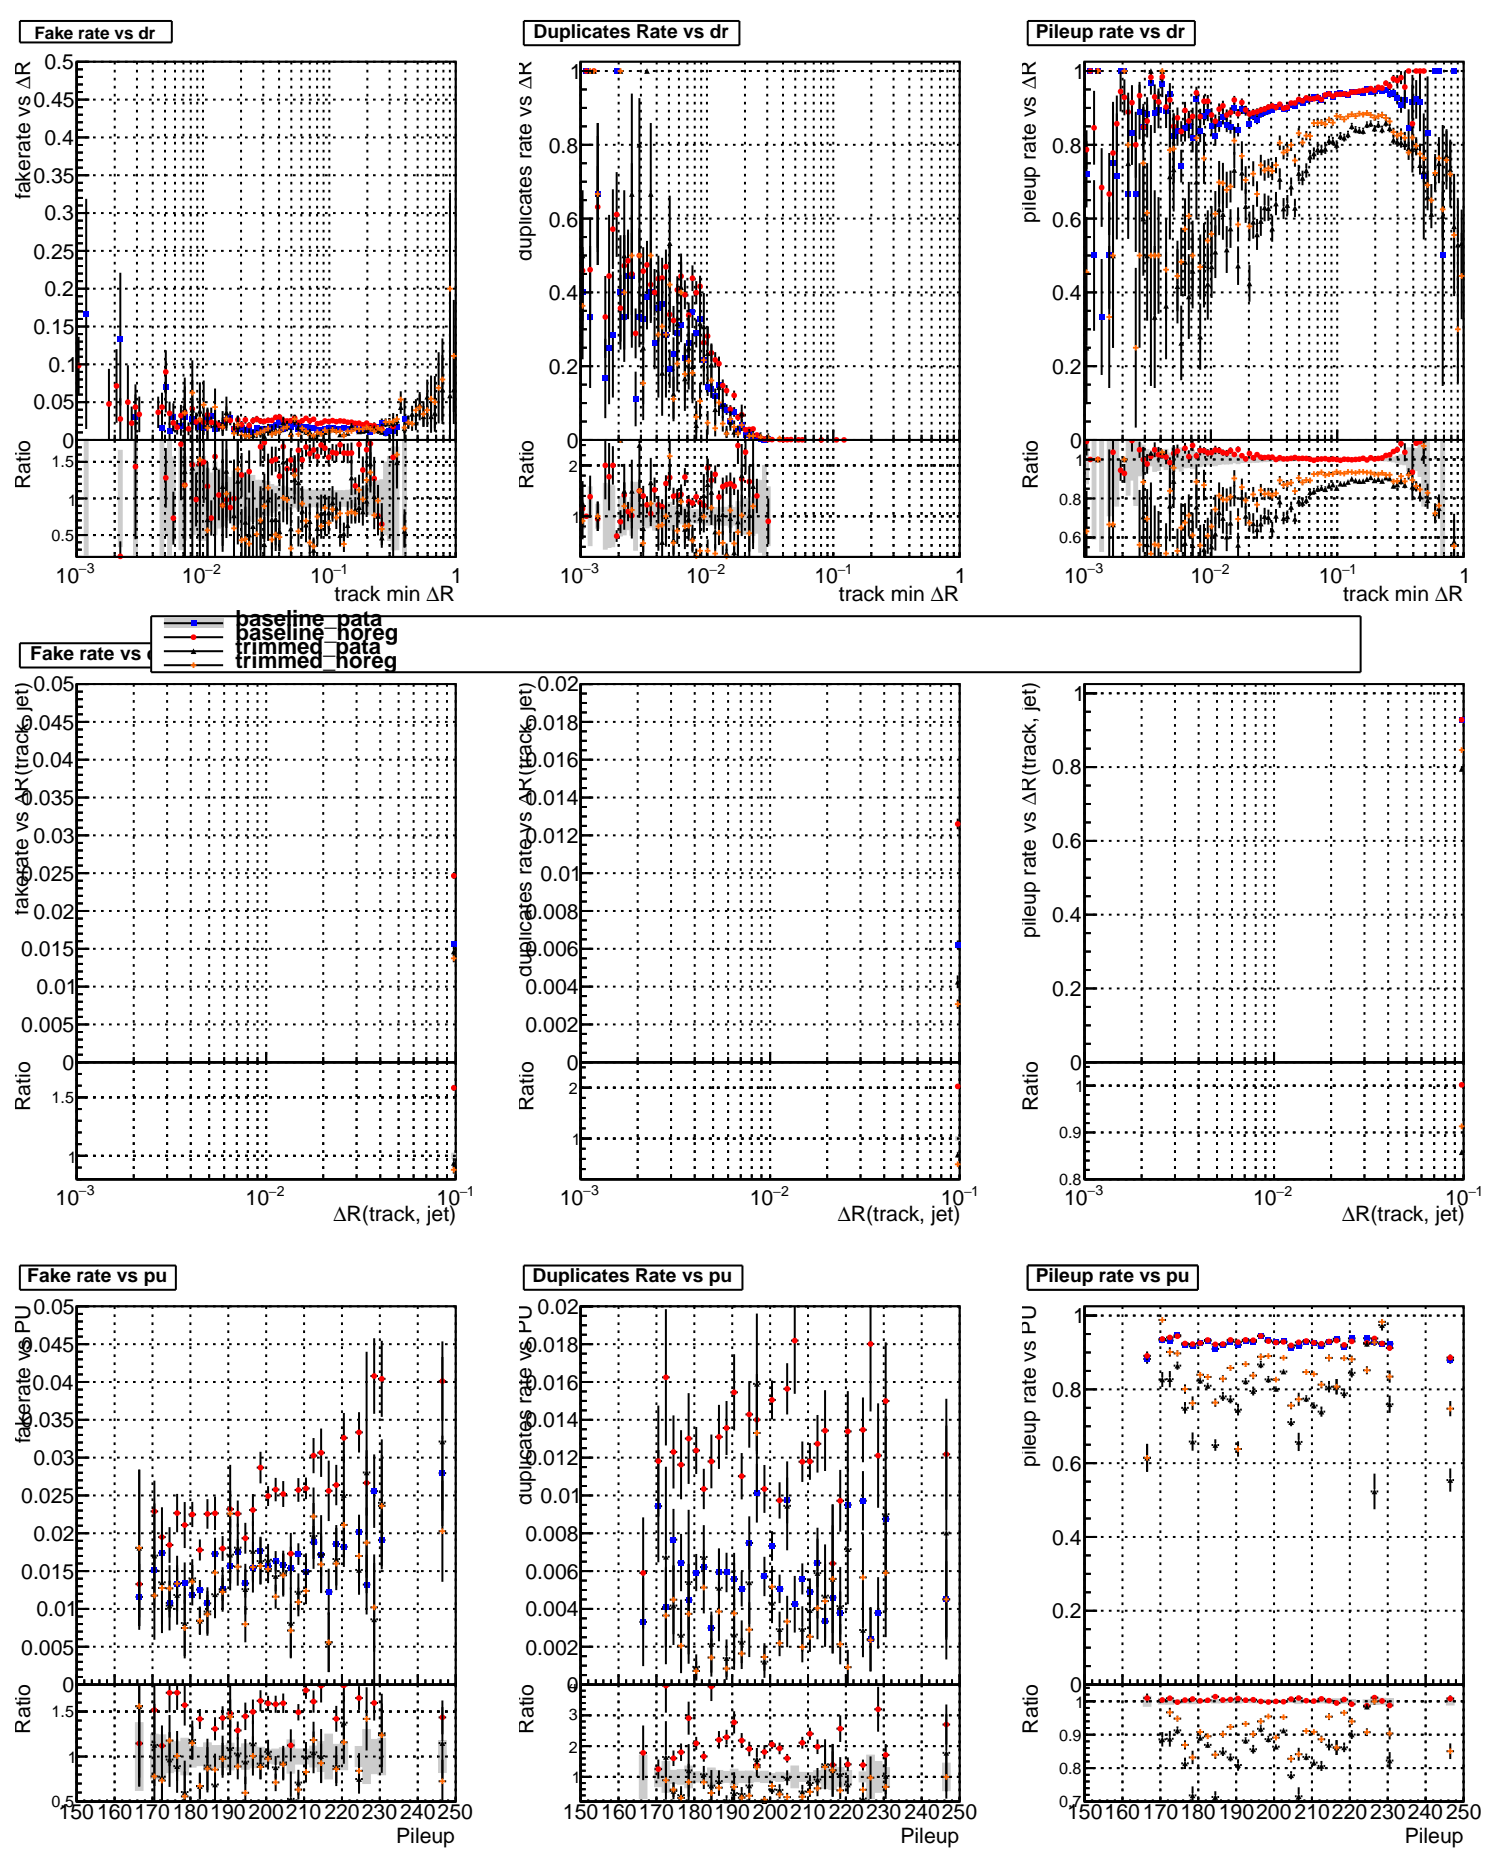 Fake rate vs dr
Duplicates Rate vs dr
Pileup rate vs dr
fakerate vs ΔR
0.5
0.45
0.4
0.35
0.3
0.25
0.2
0.15
0.1
0.05
0
Ratio
1.5
1
0.5
10⁻³ 10⁻² 10⁻¹ 1
track min ΔR
duplicates rate vs ΔR
1
0.8
0.6
0.4
0.2
0
Ratio
2
1
10⁻³ 10⁻² 10⁻¹ 1
track min ΔR
pileup rate vs ΔR
1
0.8
0.6
0.4
0.2
0
Ratio
1
0.8
0.6
10⁻³ 10⁻² 10⁻¹ 1
track min ΔR
baseline_pata
baseline_noreg
trimmed_pata
trimmed_noreg
Fake rate vs
fakerate vs ΔR(track, jet)
0.05
0.045
0.04
0.035
0.03
0.025
0.02
0.015
0.01
0.005
0
Ratio
1.5
1
10⁻³ 10⁻² 10⁻¹
ΔR(track, jet)
duplicates rate vs ΔR(track, jet)
0.02
0.018
0.016
0.014
0.012
0.01
0.008
0.006
0.004
0.002
0
Ratio
2
1
10⁻³ 10⁻² 10⁻¹
ΔR(track, jet)
pileup rate vs ΔR(track, jet)
1
0.8
0.6
0.4
0.2
0
Ratio
1
0.9
0.8
10⁻³ 10⁻² 10⁻¹
ΔR(track, jet)
Fake rate vs pu
Duplicates Rate vs pu
Pileup rate vs pu
fakerate vs PU
0.05
0.045
0.04
0.035
0.03
0.025
0.02
0.015
0.01
0.005
0
Ratio
1.5
1
0.5
150 160 170 180 190 200 210 220 230 240 250
Pileup
duplicates rate vs PU
0.02
0.018
0.016
0.014
0.012
0.01
0.008
0.006
0.004
0.002
0
Ratio
3
2
1
150 160 170 180 190 200 210 220 230 240 250
Pileup
pileup rate vs PU
1
0.8
0.6
0.4
0.2
0
Ratio
1
0.9
0.8
0.7
150 160 170 180 190 200 210 220 230 240 250
Pileup